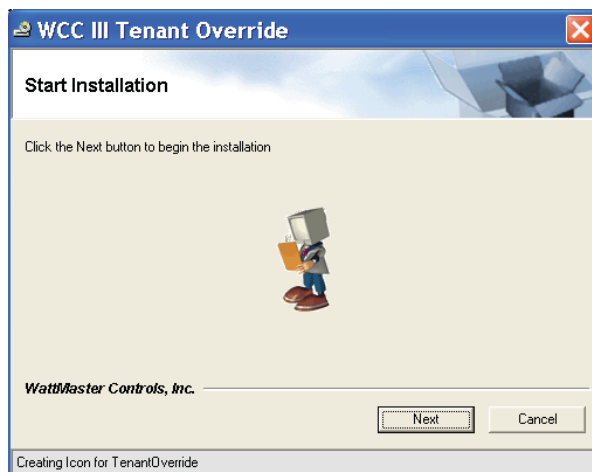 WCC III Tenant Override
Start Installation
Click the Next button to begin the installation
WattMaster Controls, Inc.
Next Cancel
Creating Icon for TenantOverride